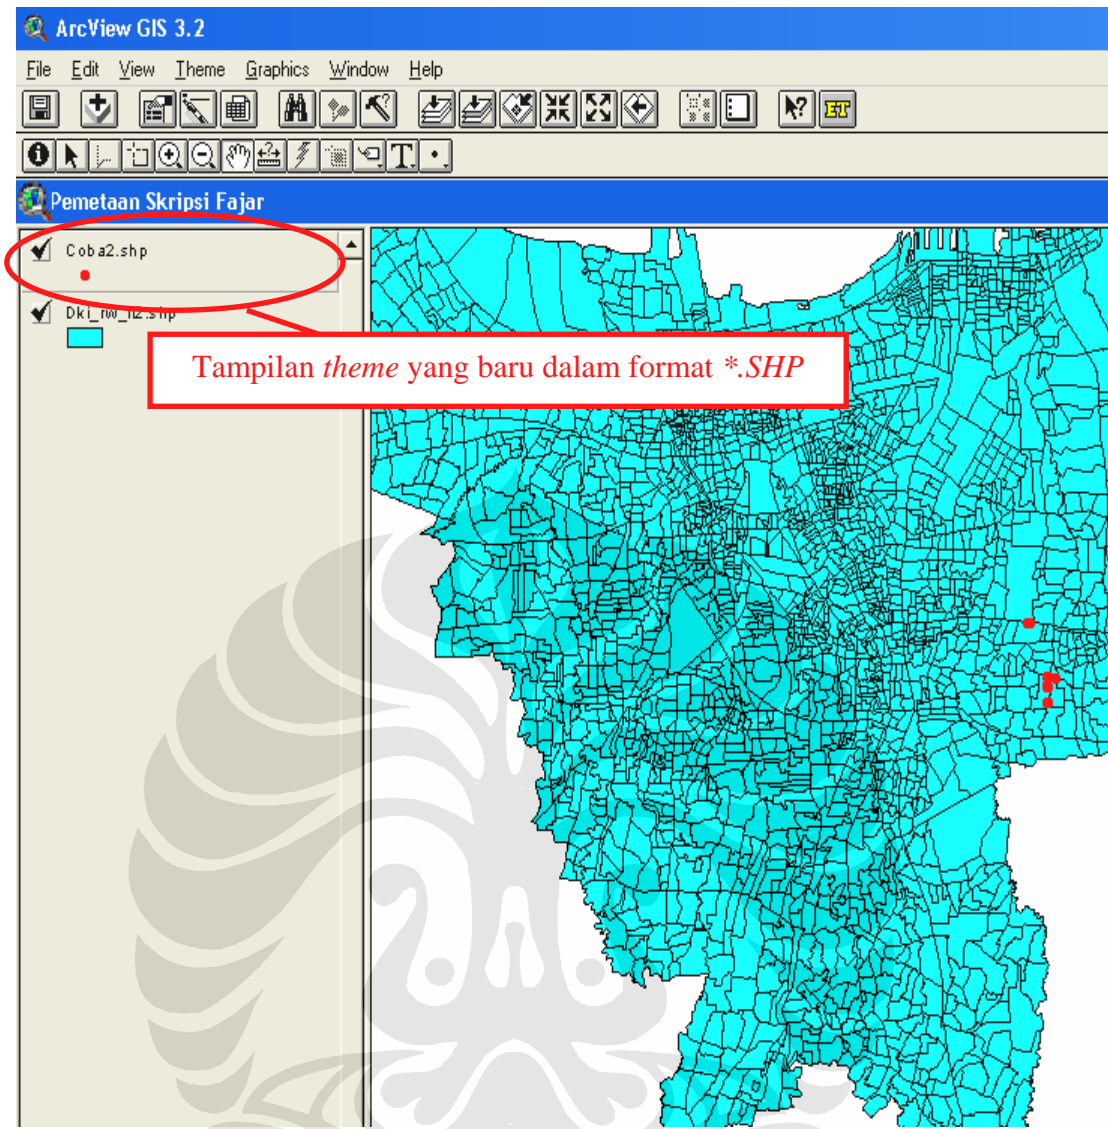 ArcView GIS 3.2
File Edit View Theme Graphics Window Help
ET
T
Pemetaan Skripsi Fajar
Coba2.shp
Tampilan theme yang baru dalam format *.SHP